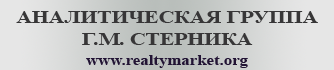 АНАЛИТИЧЕСКАЯ ГРУППА
Г.М. СТЕРНИКА
www.realtymarket.org